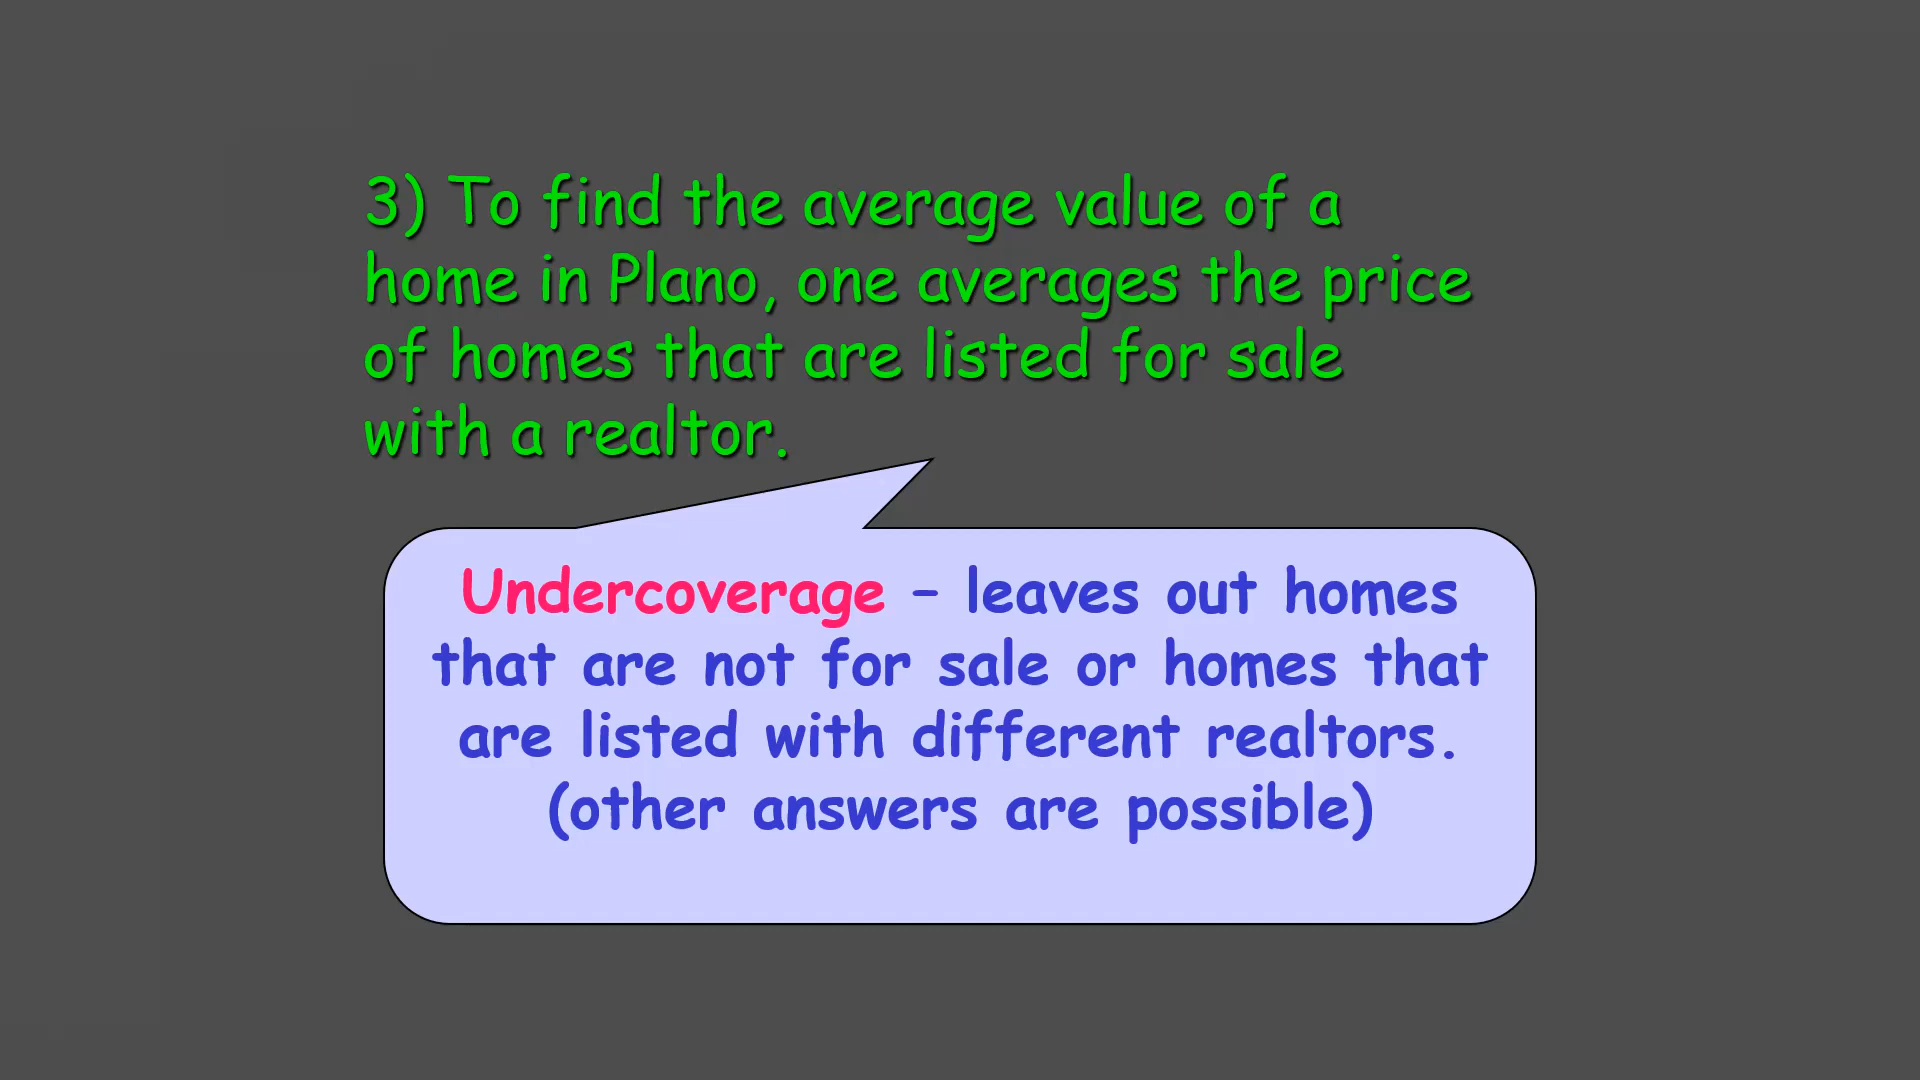 3) To find the average value of a
home in Plano, one averages the price
of homes that are listed for sale
with a realtor.
Undercoverage – leaves out homes
that are not for sale or homes that
are listed with different realtors.
(other answers are possible)